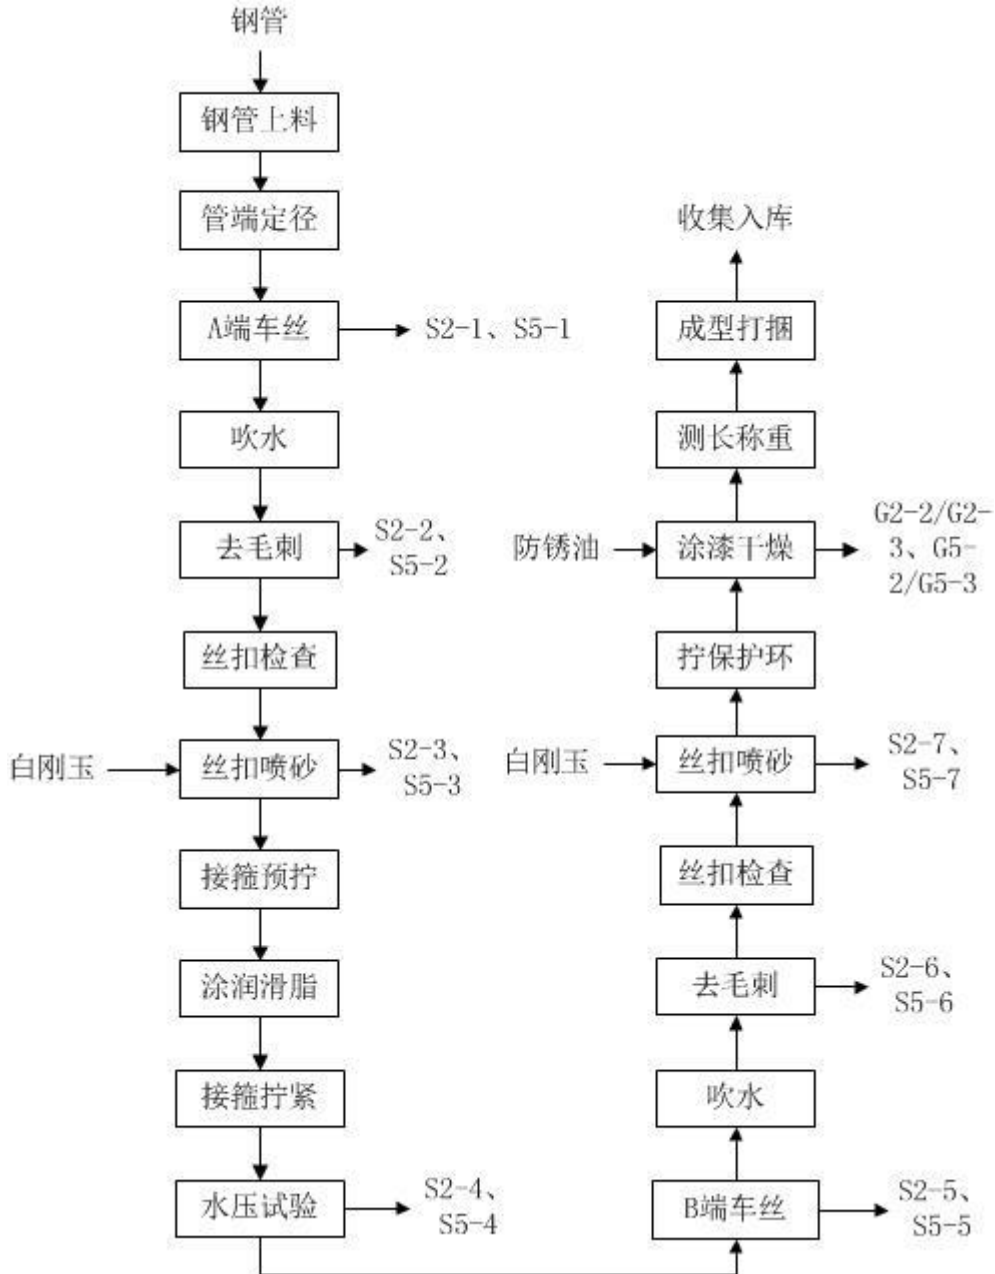 钢管
钢管上料
管端定径
A端车丝
S2-1、S5-1
吹水
去毛刺
S2-2、
S5-2
丝扣检查
白刚玉
丝扣喷砂
S2-3、
S5-3
接箍预拧
涂润滑脂
接箍拧紧
水压试验
S2-4、
S5-4
收集入库
成型打捆
测长称重
防锈油
涂漆干燥
G2-2/G2-
3、G5-
2/G5-3
拧保护环
白刚玉
丝扣喷砂
S2-7、
S5-7
丝扣检查
去毛刺
S2-6、
S5-6
吹水
B端车丝
S2-5、
S5-5